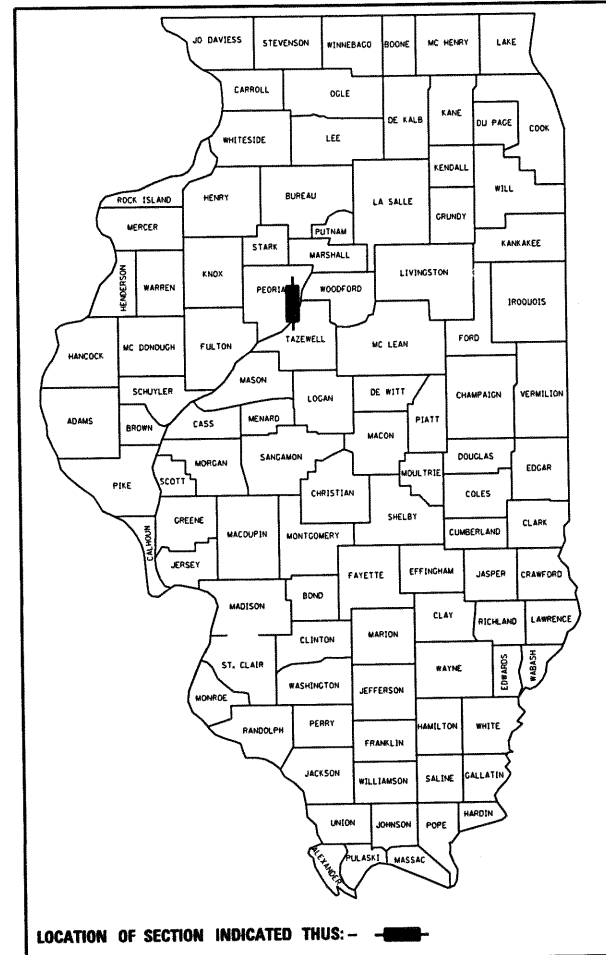 JO DAVIESS STEVENSON WINNEBAGO BOONE MC HENRY LAKE
CARROLL OGLE
DE KALB KANE DU PAGE COOK
WHITESIDE LEE
KENDALL
ROCK ISLAND HENRY BUREAU LA SALLE GRUNDY WILL
MERCER PUTNAM
STARK MARSHALL KANKAKEE
HENDERSON WARREN KNOX PEORIA WOODFORD LIVINGSTON IROQUOIS
HANCOCK MC DONOUGH FULTON TAZEWELL MC LEAN FORD
MASON
SCHUYLER LOGAN DE WITT CHAMPAIGN VERMILION
ADAMS BROWN CASS MENARD PIATT
MACON
MORGAN SANGAMON DOUGLAS
PIKE SCOTT MOULTRIE EDGAR
CHRISTIAN COLES
GREENE SHELBY
CALHOUN MACOUPIN MONTGOMERY CUMBERLAND CLARK
JERSEY FAYETTE EFFINGHAM JASPER CRAWFORD
MADISON BOND
CLAY RICHLAND LAWRENCE
CLINTON MARION
ST. CLAIR WAYNE EDWARDS WABASH
WASHINGTON JEFFERSON
MONROE
RANDOLPH PERRY HAMILTON WHITE
FRANKLIN
JACKSON WILLIAMSON SALINE GALLATIN
UNION JOHNSON POPE HARDIN
ALEXANDER PULASKI MASSAC
LOCATION OF SECTION INDICATED THUS: -